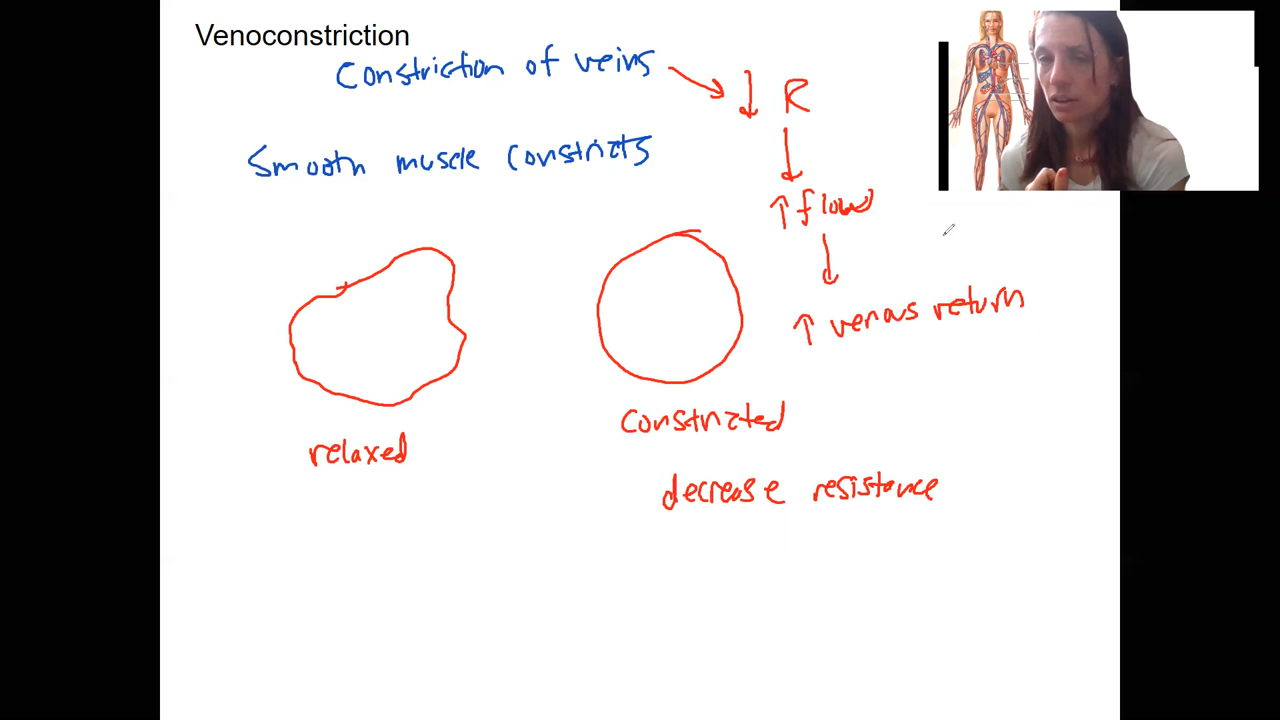 Venoconstriction
Constriction of veins
↓ R
Smooth muscle constricts
↑ flow
↑ venous return
constricted
relaxed
decrease resistance